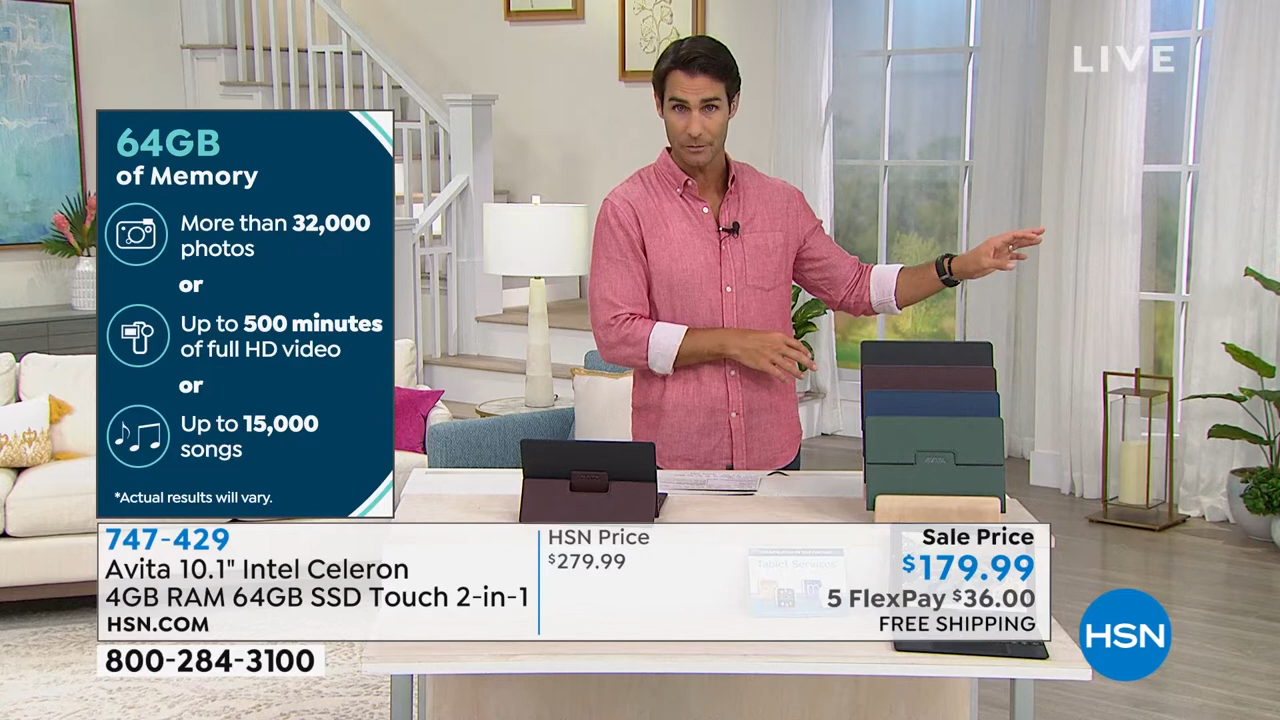 LIVE
64GB
of Memory
More than 32,000
photos
or
Up to 500 minutes
of full HD video
or
Up to 15,000
songs
*Actual results will vary.
747-429
Avita 10.1" Intel Celeron
4GB RAM 64GB SSD Touch 2-in-1
HSN.COM
HSN Price
$279.99
Tablet Services
Sale Price
$179.99
5 FlexPay $36.00
FREE SHIPPING
800-284-3100
HSN